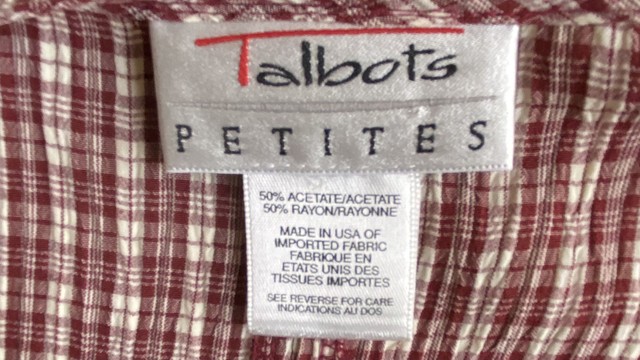 Talbots
PETITES
50% ACETATE/ACETATE
50% RAYON/RAYONNE
MADE IN USA OF
IMPORTED FABRIC
FABRIQUE EN
ETATS UNIS DES
TISSUES IMPORTES
SEE REVERSE FOR CARE
INDICATIONS AU DOS